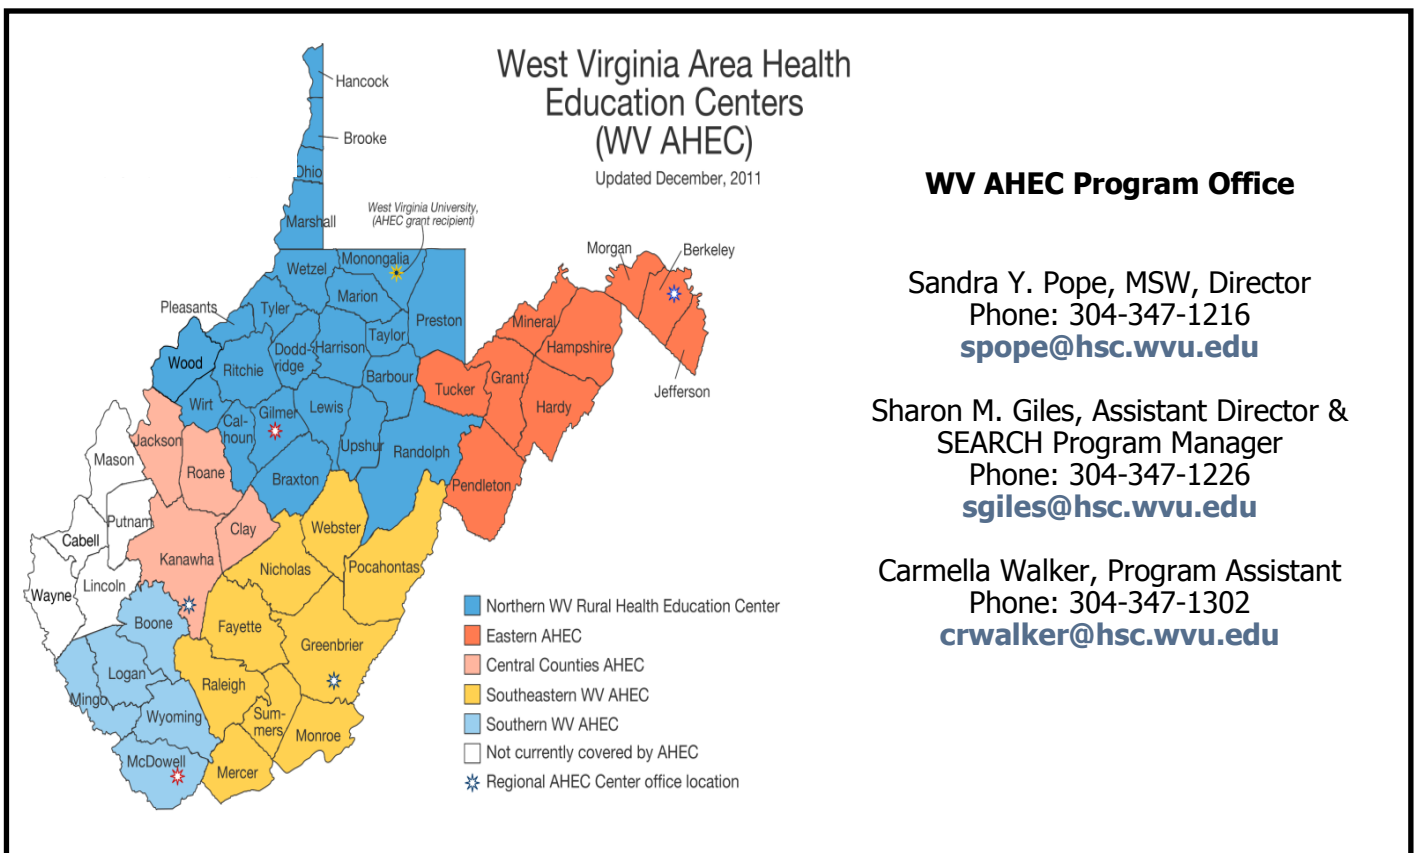 West Virginia Area Health
Education Centers
(WV AHEC)
Updated December, 2011
Hancock
Brooke
Ohio
Marshall
West Virginia University,
(AHEC grant recipient)
Wetzel
Monongalia
Marion
Preston
Pleasants
Tyler
Taylor
Wood
Ritchie
Dodd-
ridge
Harrison
Barbour
Wirt
Cal-
houn
Gilmer
Lewis
Upshur
Randolph
Braxton
Morgan
Berkeley
Mineral
Hampshire
Jefferson
Tucker
Grant
Hardy
Pendleton
Mason
Jackson
Roane
Putnam
Cabell
Clay
Kanawha
Wayne
Lincoln
Webster
Nicholas
Pocahontas
Boone
Fayette
Greenbrier
Logan
Raleigh
Mingo
Wyoming
Sum-
mers
Monroe
McDowell
Mercer
Northern WV Rural Health Education Center
Eastern AHEC
Central Counties AHEC
Southeastern WV AHEC
Southern WV AHEC
Not currently covered by AHEC
Regional AHEC Center office location
WV AHEC Program Office
Sandra Y. Pope, MSW, Director
Phone: 304-347-1216
spope@hsc.wvu.edu
Sharon M. Giles, Assistant Director &
SEARCH Program Manager
Phone: 304-347-1226
sgiles@hsc.wvu.edu
Carmella Walker, Program Assistant
Phone: 304-347-1302
crwalker@hsc.wvu.edu